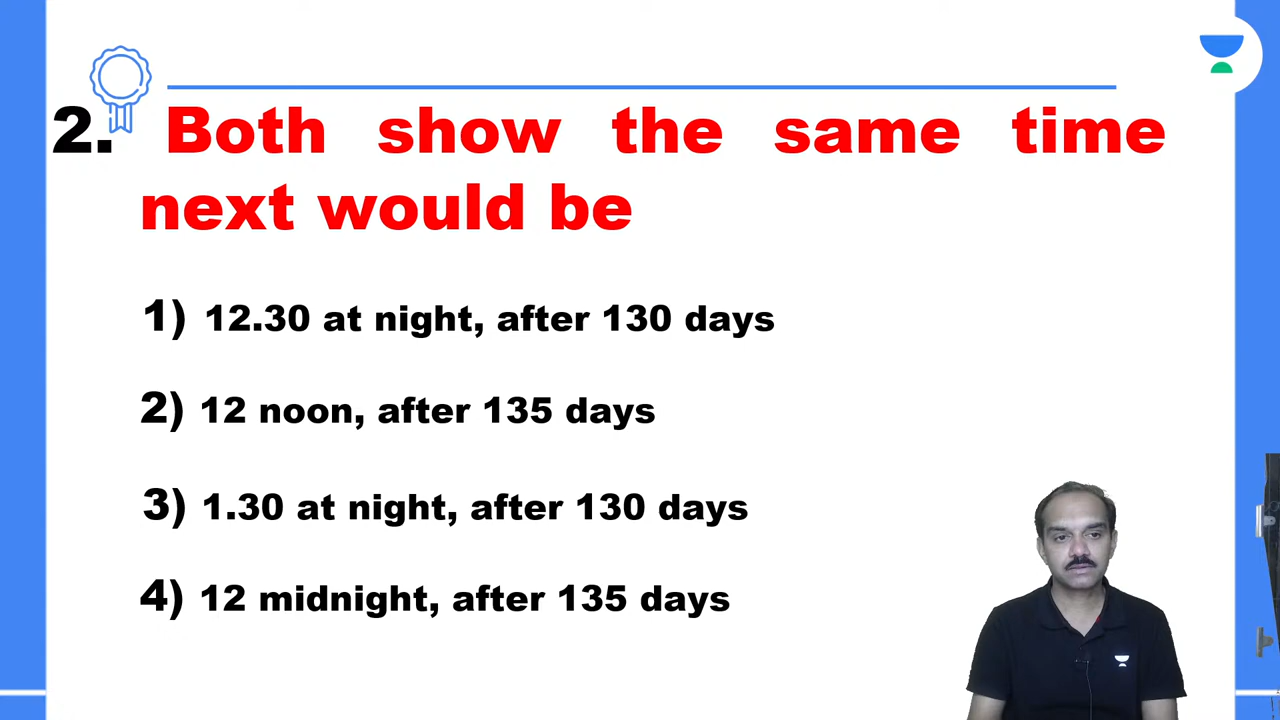 2. Both show the same time
next would be
1) 12.30 at night, after 130 days
2) 12 noon, after 135 days
3) 1.30 at night, after 130 days
4) 12 midnight, after 135 days